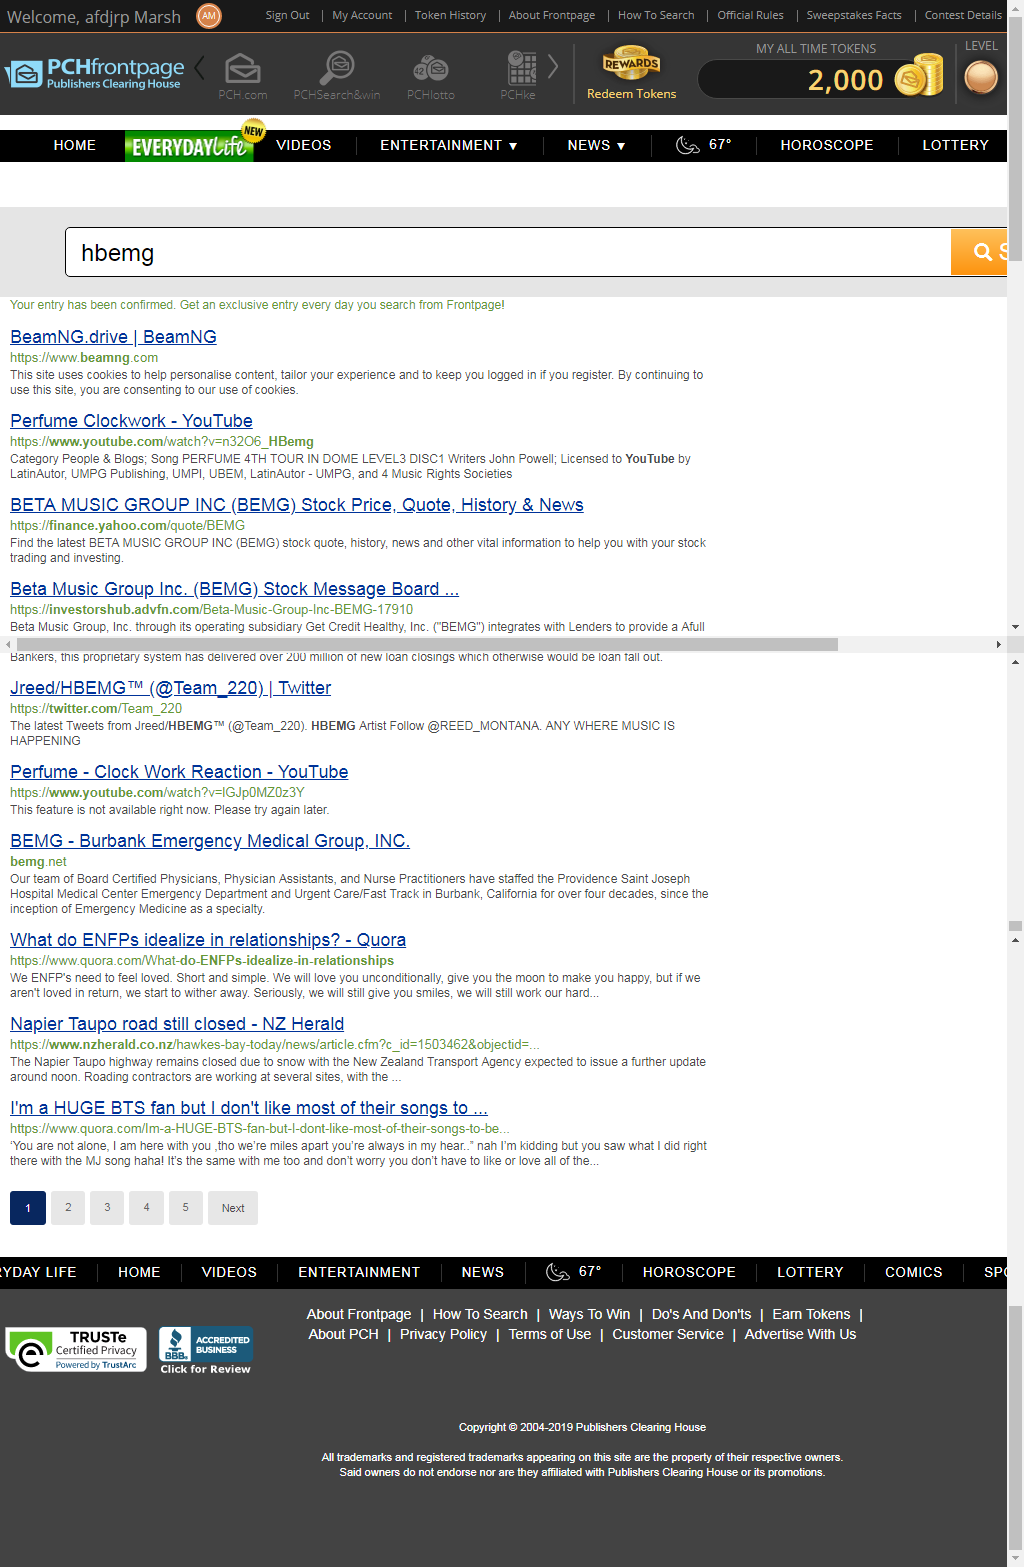 Welcome, afdjrp Marsh AM Sign Out | My Account | Token History | About Frontpage | How To Search | Official Rules | Sweepstakes Facts | Contest Details
PCHfrontpage
Publishers Clearing House
PCH.com PCHSearch&win PCHlotto PCHke
42
REWARDS
Redeem Tokens
MY ALL TIME TOKENS
2,000
LEVEL
HOME EVERYDAY Life NEW VIDEOS ENTERTAINMENT ▼ NEWS ▼ 67° HOROSCOPE LOTTERY
hbemg S
Your entry has been confirmed. Get an exclusive entry every day you search from Frontpage!
BeamNG.drive | BeamNG
https://www.beamng.com
This site uses cookies to help personalise content, tailor your experience and to keep you logged in if you register. By continuing to
use this site, you are consenting to our use of cookies.
Perfume Clockwork - YouTube
https://www.youtube.com/watch?v=n32O6_HBemg
Category People & Blogs; Song PERFUME 4TH TOUR IN DOME LEVEL3 DISC1 Writers John Powell; Licensed to YouTube by
LatinAutor, UMPG Publishing, UMPI, UBEM, LatinAutor - UMPG, and 4 Music Rights Societies
BETA MUSIC GROUP INC (BEMG) Stock Price, Quote, History & News
https://finance.yahoo.com/quote/BEMG
Find the latest BETA MUSIC GROUP INC (BEMG) stock quote, history, news and other vital information to help you with your stock
trading and investing.
Beta Music Group Inc. (BEMG) Stock Message Board ...
https://investorshub.advfn.com/Beta-Music-Group-Inc-BEMG-17910
Beta Music Group, Inc. through its operating subsidiary Get Credit Healthy, Inc. ("BEMG") integrates with Lenders to provide a Afull
Bankers, this proprietary system has delivered over 200 million of new loan closings which otherwise would be loan fall out.
Jreed/HBEMG™ (@Team_220) | Twitter
https://twitter.com/Team_220
The latest Tweets from Jreed/HBEMG™ (@Team_220). HBEMG Artist Follow @REED_MONTANA. ANY WHERE MUSIC IS
HAPPENING
Perfume - Clock Work Reaction - YouTube
https://www.youtube.com/watch?v=lGJp0MZ0z3Y
This feature is not available right now. Please try again later.
BEMG - Burbank Emergency Medical Group, INC.
bemg.net
Our team of Board Certified Physicians, Physician Assistants, and Nurse Practitioners have staffed the Providence Saint Joseph
Hospital Medical Center Emergency Department and Urgent Care/Fast Track in Burbank, California for over four decades, since the
inception of Emergency Medicine as a specialty.
What do ENFPs idealize in relationships? - Quora
https://www.quora.com/What-do-ENFPs-idealize-in-relationships
We ENFP's need to feel loved. Short and simple. We will love you unconditionally, give you the moon to make you happy, but if we
aren't loved in return, we start to wither away. Seriously, we will still give you smiles, we will still work our hard...
Napier Taupo road still closed - NZ Herald
https://www.nzherald.co.nz/hawkes-bay-today/news/article.cfm?c_id=1503462&objectid=...
The Napier Taupo highway remains closed due to snow with the New Zealand Transport Agency expected to issue a further update
around noon. Roading contractors are working at several sites, with the ...
I'm a HUGE BTS fan but I don't like most of their songs to ...
https://www.quora.com/Im-a-HUGE-BTS-fan-but-I-dont-like-most-of-their-songs-to-be...
‘You are not alone, I am here with you ,tho we’re miles apart you’re always in my hear..” nah I’m kidding but you saw what I did right
there with the MJ song haha! It’s the same with me too and don’t worry you don’t have to like or love all of the...
1 2 3 4 5 Next
RYDAY LIFE HOME VIDEOS ENTERTAINMENT NEWS 67° HOROSCOPE LOTTERY COMICS SPO
About Frontpage | How To Search | Ways To Win | Do's And Don'ts | Earn Tokens |
About PCH | Privacy Policy | Terms of Use | Customer Service | Advertise With Us
TRUSTe
Certified Privacy
Powered by TrustArc
BBB.
ACCREDITED
BUSINESS
Click for Review
Copyright © 2004-2019 Publishers Clearing House
All trademarks and registered trademarks appearing on this site are the property of their respective owners.
Said owners do not endorse nor are they affiliated with Publishers Clearing House or its promotions.